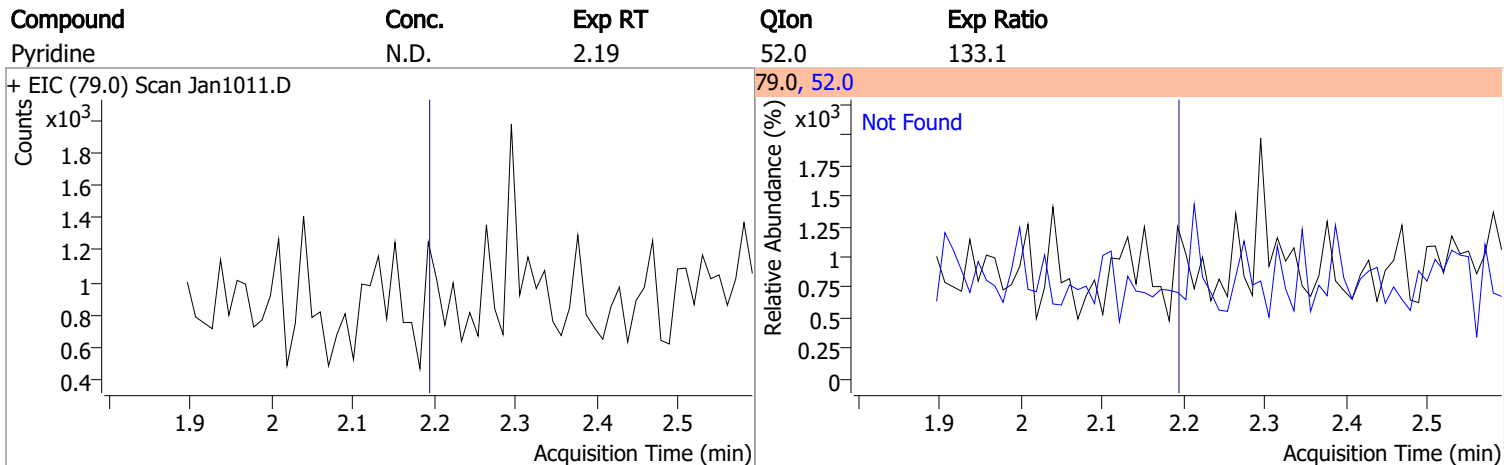 Compound Conc. Exp RT QIon Exp Ratio
Pyridine N.D. 2.19 52.0 133.1
+ EIC (79.0) Scan Jan1011.D
Counts
x10³
1.8
1.6
1.4
1.2
1
0.8
0.6
0.4
1.9 2 2.1 2.2 2.3 2.4 2.5
Acquisition Time (min)
79.0, 52.0
Relative Abundance (%)
x10³
Not Found
1.75
1.5
1.25
1
0.75
0.5
0.25
0
1.9 2 2.1 2.2 2.3 2.4 2.5
Acquisition Time (min)